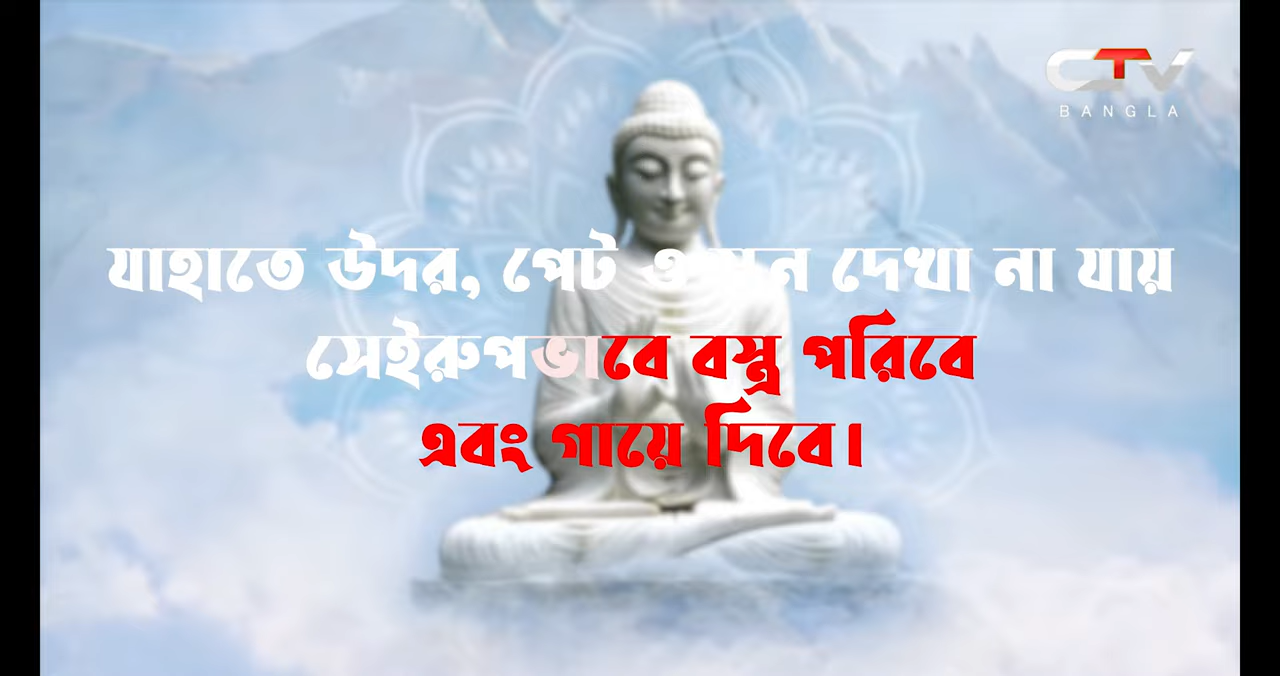 CTV
BANGLA
যাহাতে উদর, পেট দেখা না যায়
সেইরুপভাবে বস্ত্র পরিবে
এবং গায়ে দিবে।